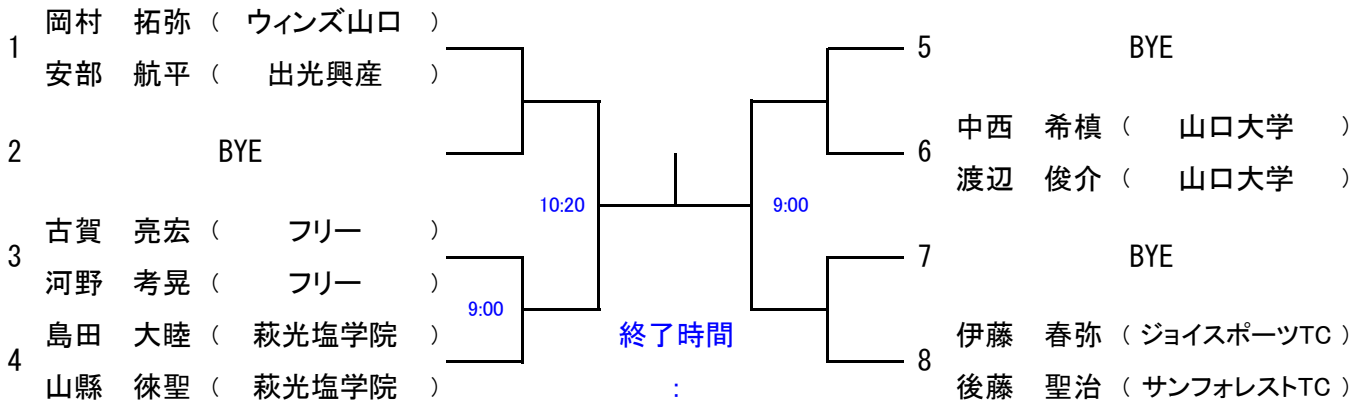 1
岡村 拓弥 ( ウィンズ山口 )
安部 航平 ( 出光興産 )
2 BYE
3
古賀 亮宏 ( フリー )
河野 考晃 ( フリー )
4
島田 大睦 ( 萩光塩学院 )
山縣 徠聖 ( 萩光塩学院 )
9:00
10:20
終了時間
:
9:00
5 BYE
6
中西 希槙 ( 山口大学 )
渡辺 俊介 ( 山口大学 )
7 BYE
8
伊藤 春弥 ( ジョイスポーツTC )
後藤 聖治 ( サンフォレストTC )